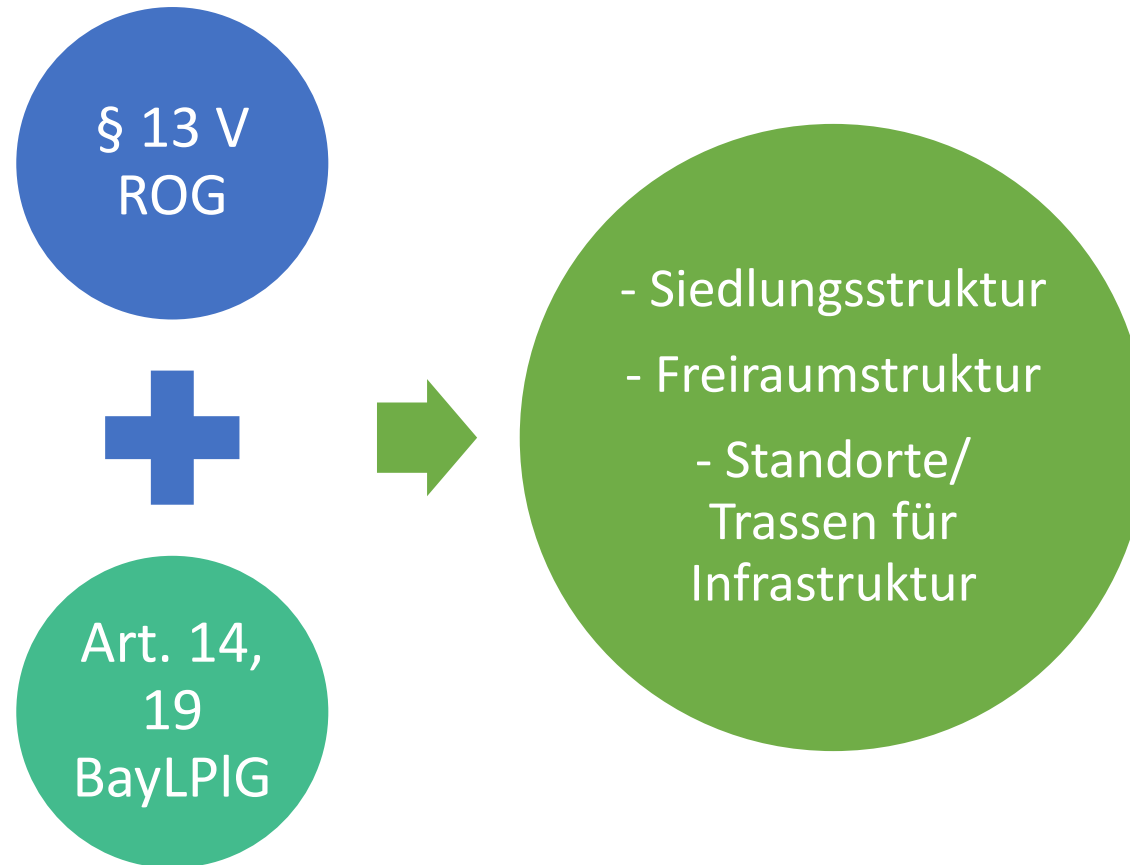 § 13 V
ROG
Art. 14,
19
BayLPlG
- Siedlungsstruktur
- Freiraumstruktur
- Standorte/
Trassen für
Infrastruktur